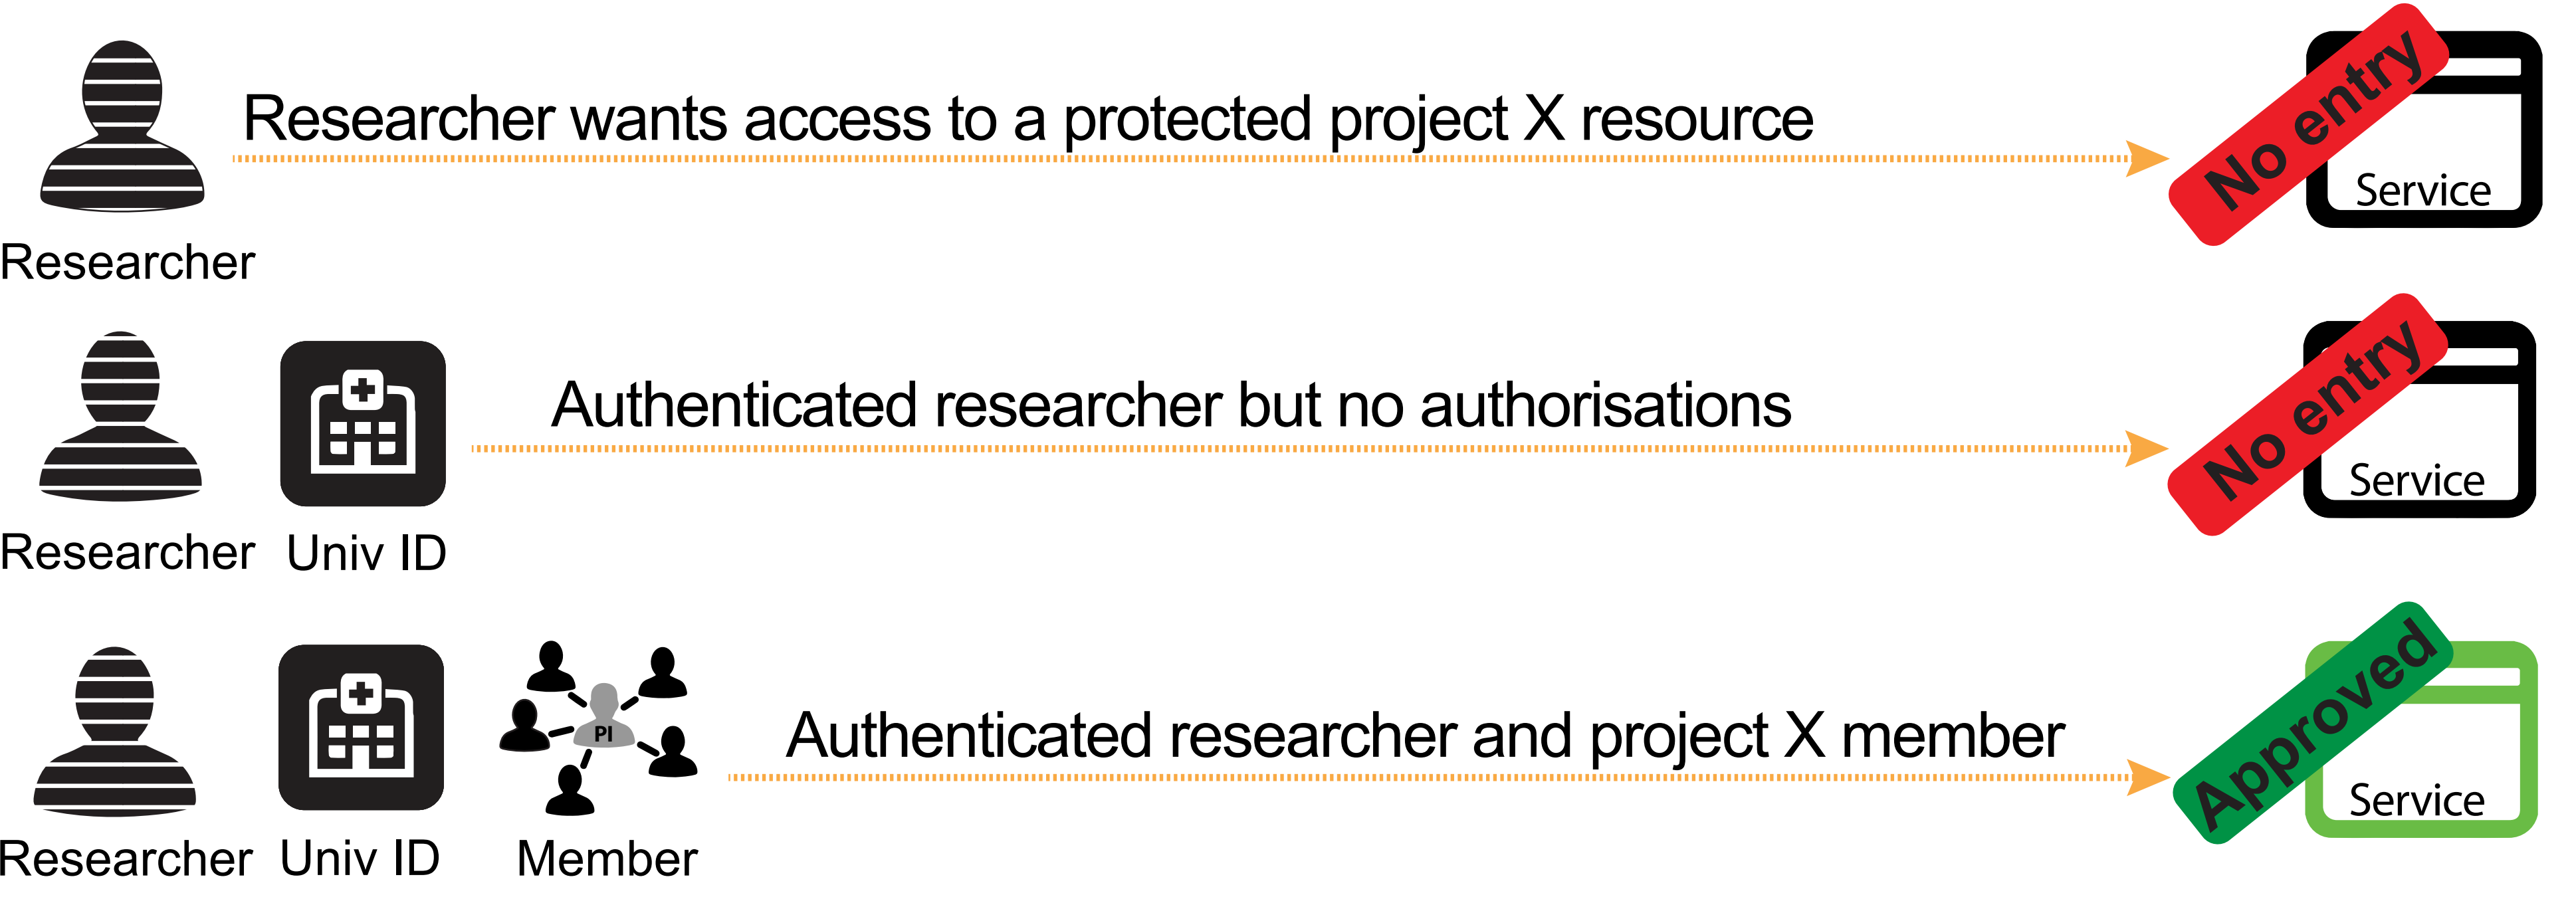 Researcher wants access to a protected project X resource
No entry
Service
Researcher
Authenticated researcher but no authorisations
No entry
Service
Researcher
Univ ID
PI
Authenticated researcher and project X member
Approved
Service
Researcher
Univ ID
Member